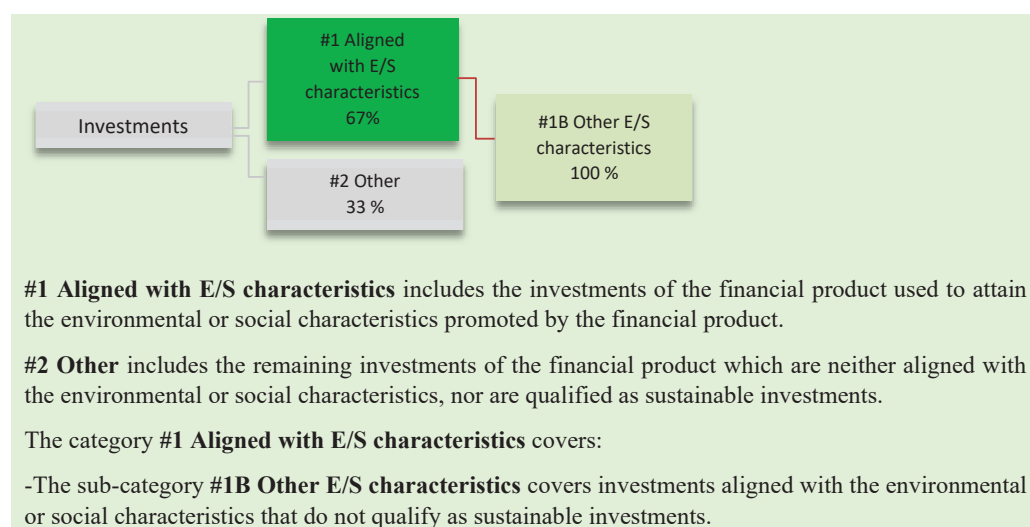 #1 Aligned
with E/S
characteristics
67%
Investments
#1B Other E/S
characteristics
100 %
#2 Other
33 %
#1 Aligned with E/S characteristics includes the investments of the financial product used to attain
the environmental or social characteristics promoted by the financial product.
#2 Other includes the remaining investments of the financial product which are neither aligned with
the environmental or social characteristics, nor are qualified as sustainable investments.
The category #1 Aligned with E/S characteristics covers:
-The sub-category #1B Other E/S characteristics covers investments aligned with the environmental
or social characteristics that do not qualify as sustainable investments.